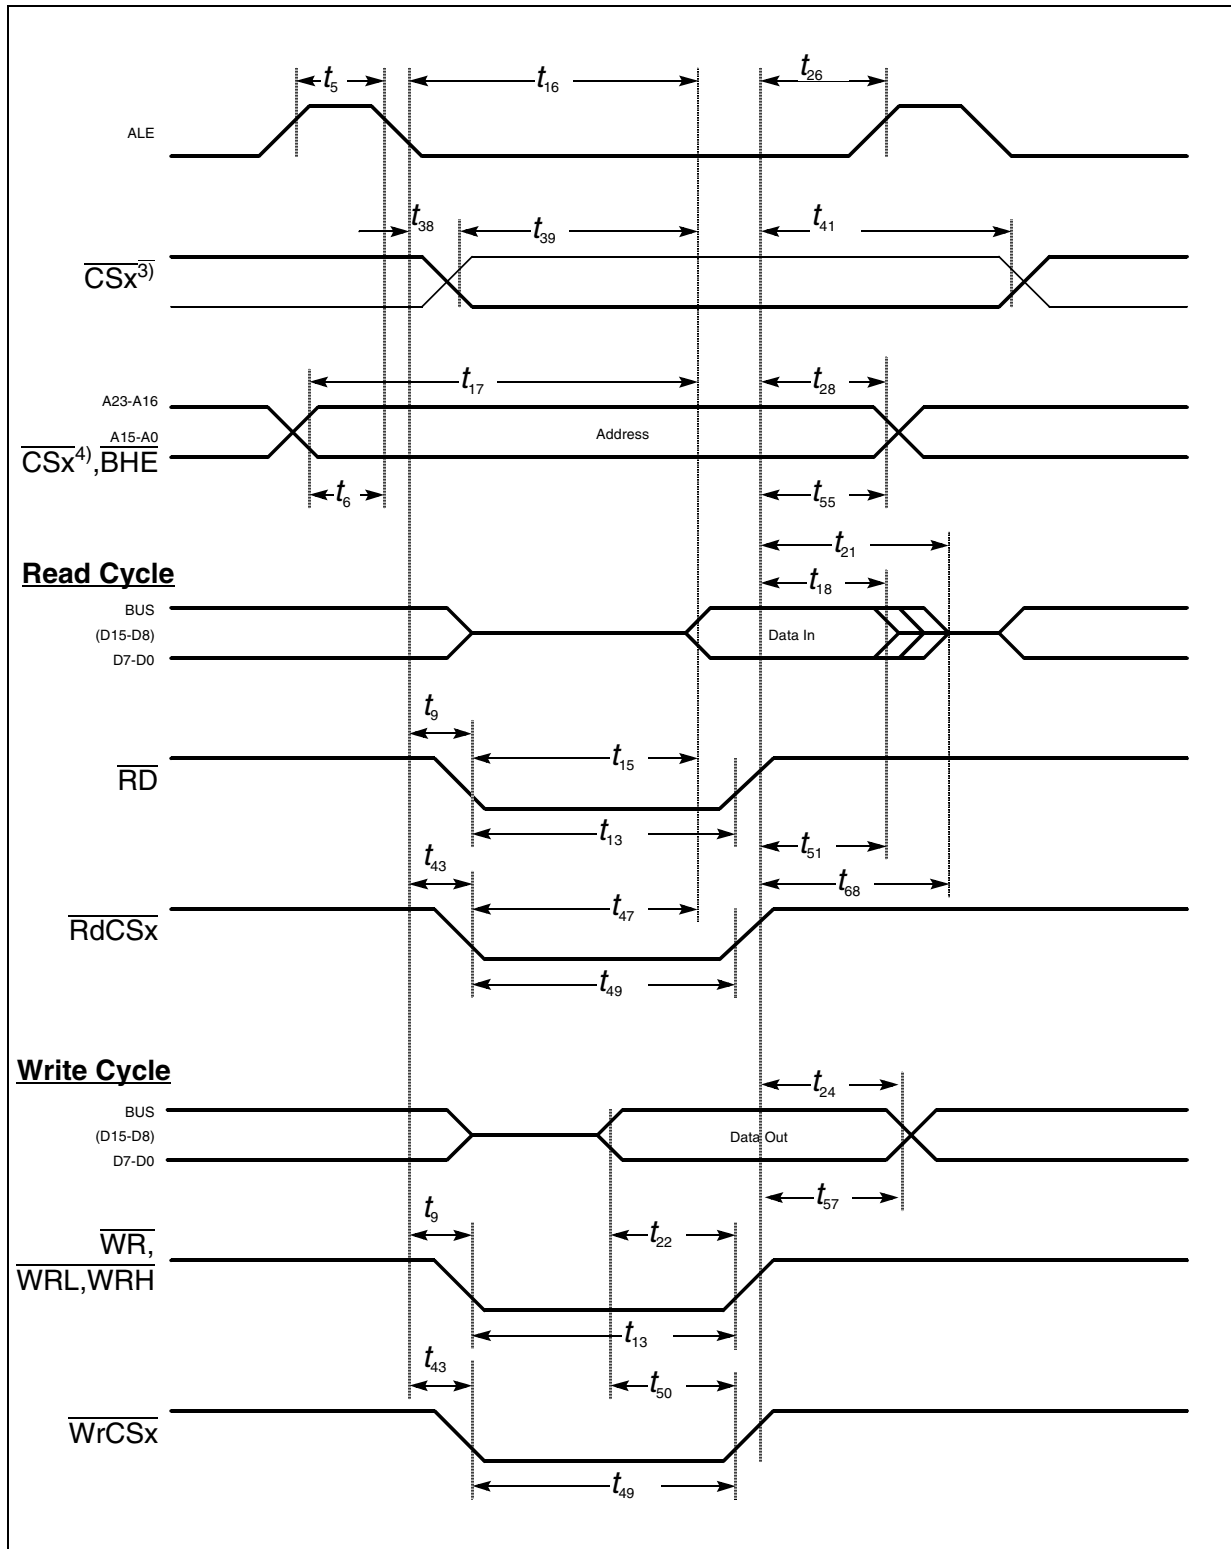 t5 t16 t26
ALE
t38 t39 t41
CSx3)
t17 t28
A23-A16
A15-A0
Address
CSx4),BHE
t6 t55
t21
Read Cycle
t18
BUS
(D15-D8)
Data In
D7-D0
t9
t15
RD
t13
t51
t43
t68
t47
RdCSx
t49
Write Cycle
t24
BUS
(D15-D8)
Data Out
D7-D0
t57
t9
t22
WR,
WRL,WRH
t13
t43
t50
WrCSx
t49